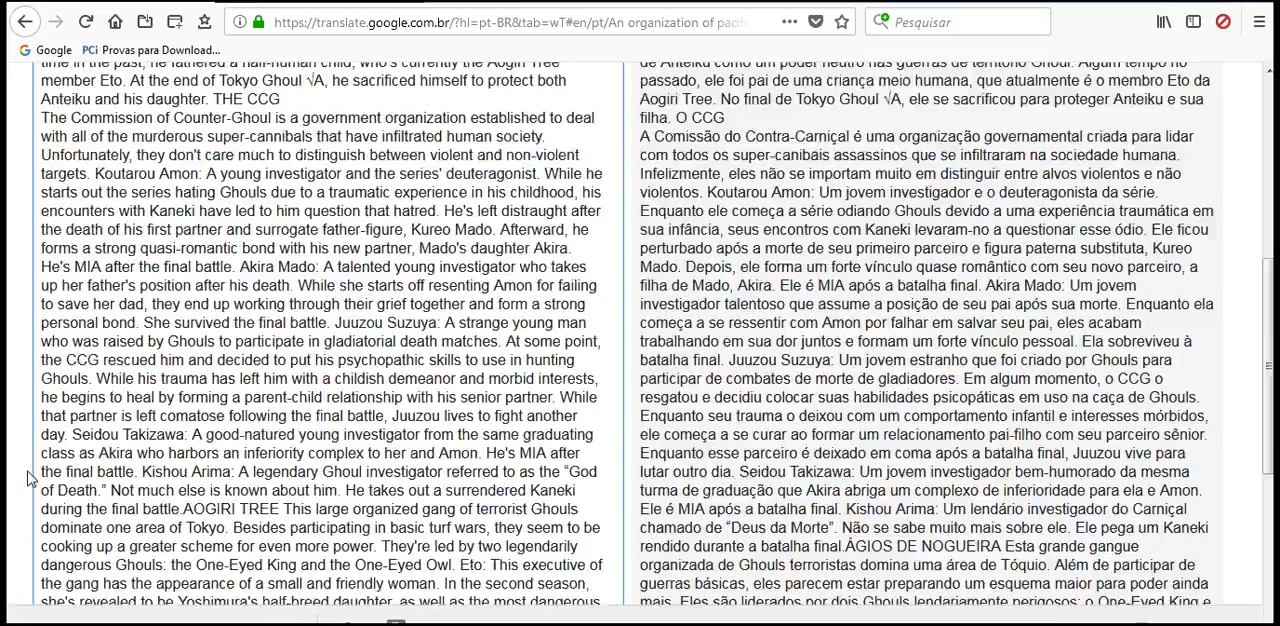 https://translate.google.com.br/?hl=pt-BR&tab=wT#en/pt/An organization of pacif
Pesquisar
Google
PCi Provas para Download...
time in the past, he fathered a half-human child, who's currently the Aogiri Tree
member Eto. At the end of Tokyo Ghoul √A, he sacrificed himself to protect both
Anteiku and his daughter. THE CCG
The Commission of Counter-Ghoul is a government organization established to deal
with all of the murderous super-cannibals that have infiltrated human society.
Unfortunately, they don't care much to distinguish between violent and non-violent
targets. Koutarou Amon: A young investigator and the series' deuteragonist. While he
starts out the series hating Ghouls due to a traumatic experience in his childhood, his
encounters with Kaneki have led to him question that hatred. He's left distraught after
the death of his first partner and surrogate father-figure, Kureo Mado. Afterward, he
forms a strong quasi-romantic bond with his new partner, Mado's daughter Akira.
He's MIA after the final battle. Akira Mado: A talented young investigator who takes
up her father's position after his death. While she starts off resenting Amon for failing
to save her dad, they end up working through their grief together and form a strong
personal bond. She survived the final battle. Juuzou Suzuya: A strange young man
who was raised by Ghouls to participate in gladiatorial death matches. At some point,
the CCG rescued him and decided to put his psychopathic skills to use in hunting
Ghouls. While his trauma has left him with a childish demeanor and morbid interests,
he begins to heal by forming a parent-child relationship with his senior partner. While
that partner is left comatose following the final battle, Juuzou lives to fight another
day. Seidou Takizawa: A good-natured young investigator from the same graduating
class as Akira who harbors an inferiority complex to her and Amon. He's MIA after
the final battle. Kishou Arima: A legendary Ghoul investigator referred to as the “God
of Death.” Not much else is known about him. He takes out a surrendered Kaneki
during the final battle.AOGIRI TREE This large organized gang of terrorist Ghouls
dominate one area of Tokyo. Besides participating in basic turf wars, they seem to be
cooking up a greater scheme for even more power. They're led by two legendarily
dangerous Ghouls: the One-Eyed King and the One-Eyed Owl. Eto: This executive of
the gang has the appearance of a small and friendly woman. In the second season,
she's revealed to be Yoshimura's half-breed daughter, as well as the most dangerous
de Anteiku como um poder neutro nas guerras de território Ghoul. Algum tempo no
passado, ele foi pai de uma criança meio humana, que atualmente é o membro Eto da
Aogiri Tree. No final de Tokyo Ghoul √A, ele se sacrificou para proteger Anteiku e sua
filha. O CCG
A Comissão do Contra-Carniçal é uma organização governamental criada para lidar
com todos os super-canibais assassinos que se infiltraram na sociedade humana.
Infelizmente, eles não se importam muito em distinguir entre alvos violentos e não
violentos. Koutarou Amon: Um jovem investigador e o deuteragonista da série.
Enquanto ele começa a série odiando Ghouls devido a uma experiência traumática em
sua infância, seus encontros com Kaneki levaram-no a questionar esse ódio. Ele ficou
perturbado após a morte de seu primeiro parceiro e figura paterna substituta, Kureo
Mado. Depois, ele forma um forte vínculo quase romântico com seu novo parceiro, a
filha de Mado, Akira. Ele é MIA após a batalha final. Akira Mado: Um jovem
investigador talentoso que assume a posição de seu pai após sua morte. Enquanto ela
começa a se ressentir com Amon por falhar em salvar seu pai, eles acabam
trabalhando em sua dor juntos e formam um forte vínculo pessoal. Ela sobreviveu à
batalha final. Juuzou Suzuya: Um jovem estranho que foi criado por Ghouls para
participar de combates de morte de gladiadores. Em algum momento, o CCG o
resgatou e decidiu colocar suas habilidades psicopáticas em uso na caça de Ghouls.
Enquanto seu trauma o deixou com um comportamento infantil e interesses mórbidos,
ele começa a se curar ao formar um relacionamento pai-filho com seu parceiro sênior.
Enquanto esse parceiro é deixado em coma após a batalha final, Juuzou vive para
lutar outro dia. Seidou Takizawa: Um jovem investigador bem-humorado da mesma
turma de graduação que Akira abriga um complexo de inferioridade para ela e Amon.
Ele é MIA após a batalha final. Kishou Arima: Um lendário investigador do Carniçal
chamado de “Deus da Morte”. Não se sabe muito mais sobre ele. Ele pega um Kaneki
rendido durante a batalha final.ÁGIOS DE NOGUEIRA Esta grande gangue
organizada de Ghouls terroristas domina uma área de Tóquio. Além de participar de
guerras básicas, eles parecem estar preparando um esquema maior para poder ainda
mais. Eles são liderados por dois Ghouls lendariamente perigosos: o One-Eyed King e